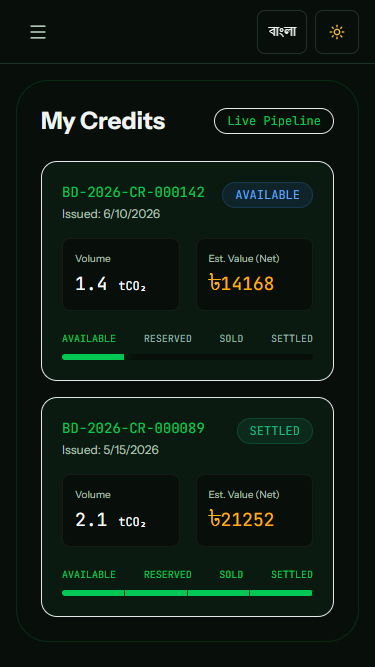 বাংলা
My Credits
Live Pipeline
BD-2026-CR-000142
AVAILABLE
Issued: 6/10/2026
Volume
Est. Value (Net)
1.4 tCO₂
৳14168
AVAILABLE RESERVED SOLD SETTLED
BD-2026-CR-000089
SETTLED
Issued: 5/15/2026
Volume
Est. Value (Net)
2.1 tCO₂
৳21252
AVAILABLE RESERVED SOLD SETTLED